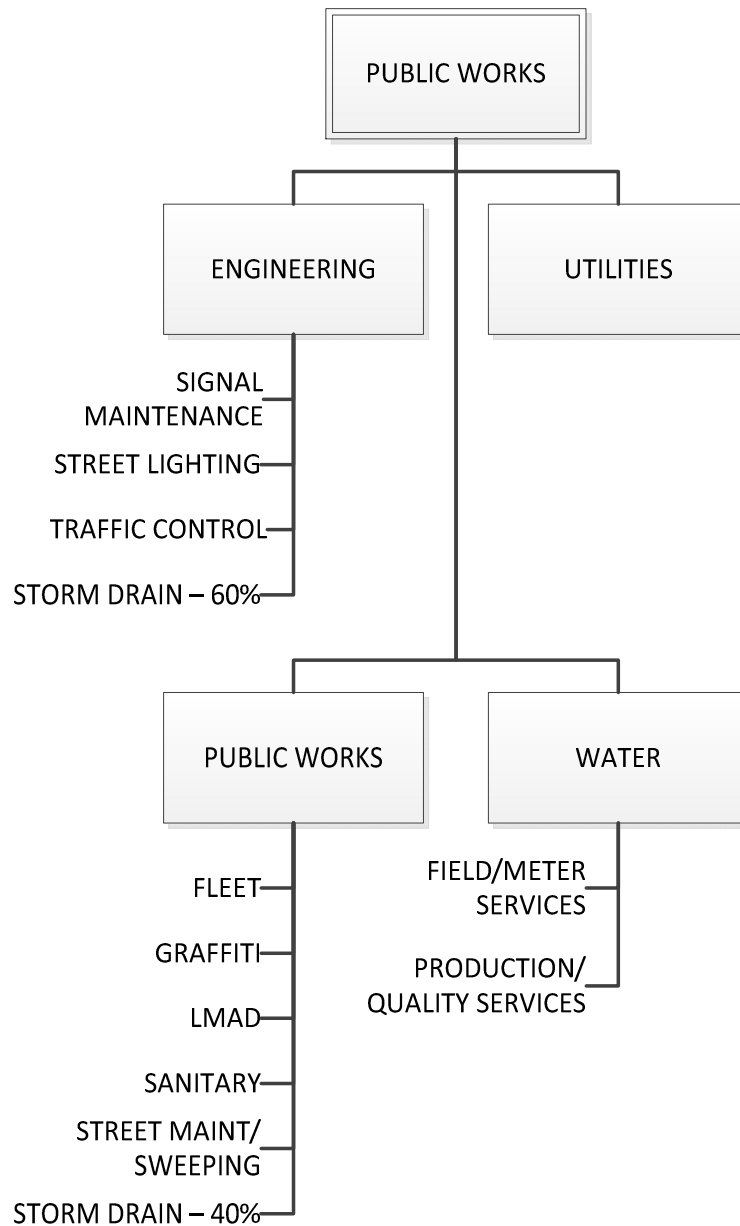 PUBLIC WORKS
ENGINEERING
UTILITIES
SIGNAL
MAINTENANCE
STREET LIGHTING
TRAFFIC CONTROL
STORM DRAIN – 60%
PUBLIC WORKS
WATER
FLEET
GRAFFITI
LMAD
SANITARY
STREET MAINT/
SWEEPING
STORM DRAIN – 40%
FIELD/METER
SERVICES
PRODUCTION/
QUALITY SERVICES